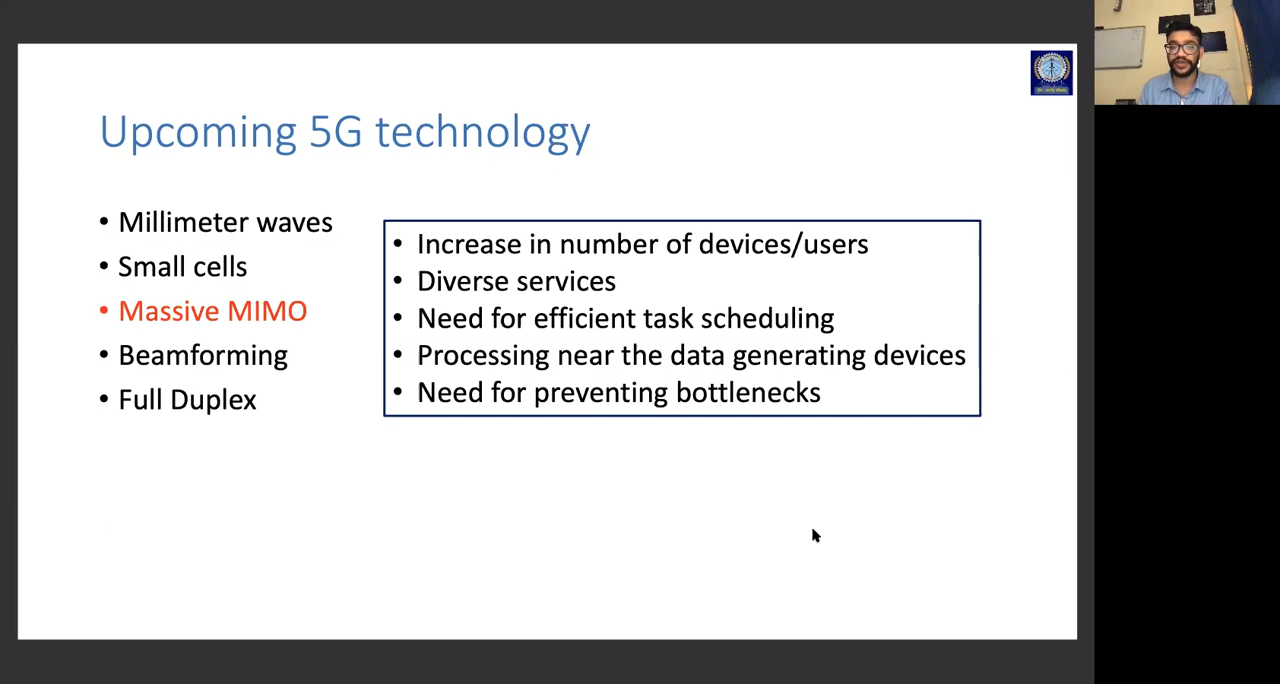 Upcoming 5G technology
• Millimeter waves
• Small cells
• Massive MIMO
• Beamforming
• Full Duplex
• Increase in number of devices/users
• Diverse services
• Need for efficient task scheduling
• Processing near the data generating devices
• Need for preventing bottlenecks